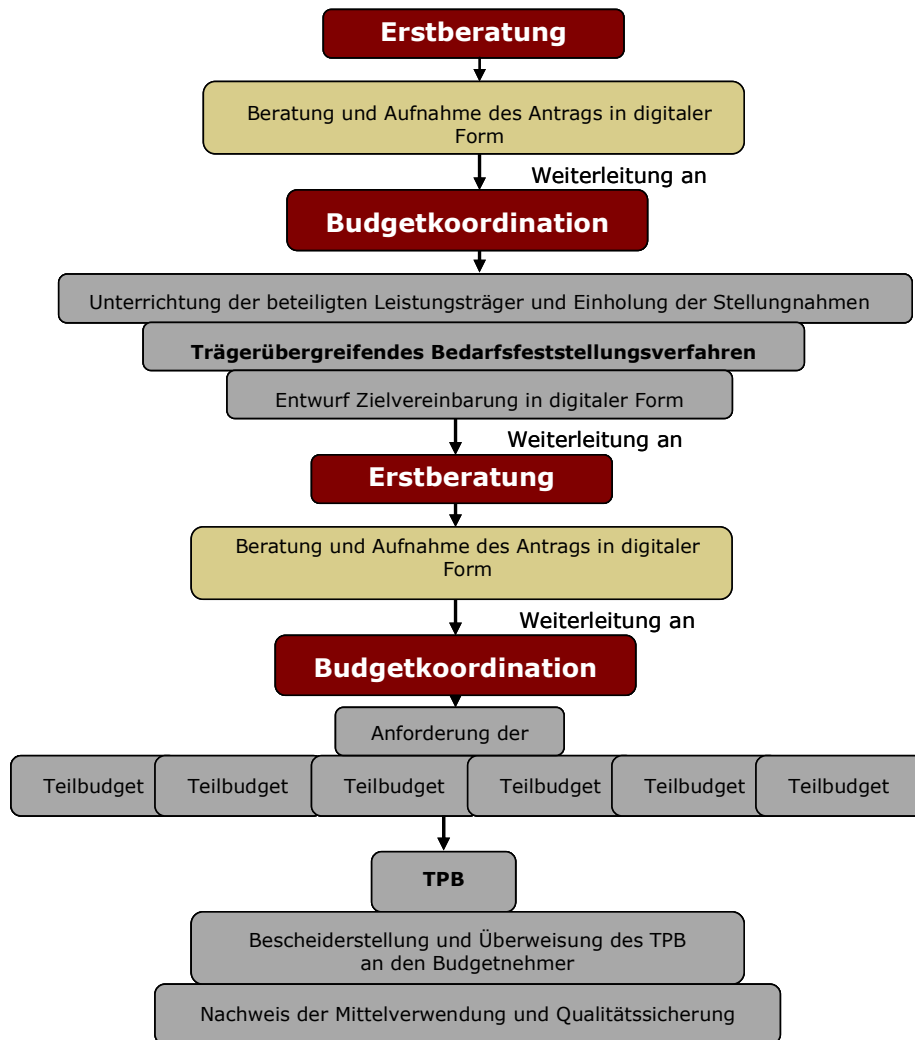 Erstberatung
Beratung und Aufnahme des Antrags in digitaler
Form
Weiterleitung an
Budgetkoordination
Unterrichtung der beteiligten Leistungsträger und Einholung der Stellungnahmen
Trägerübergreifendes Bedarfsfeststellungsverfahren
Entwurf Zielvereinbarung in digitaler Form
Weiterleitung an
Erstberatung
Beratung und Aufnahme des Antrags in digitaler
Form
Weiterleitung an
Budgetkoordination
Anforderung der
Teilbudget Teilbudget Teilbudget Teilbudget Teilbudget Teilbudget
TPB
Bescheiderstellung und Überweisung des TPB
an den Budgetnehmer
Nachweis der Mittelverwendung und Qualitätssicherung